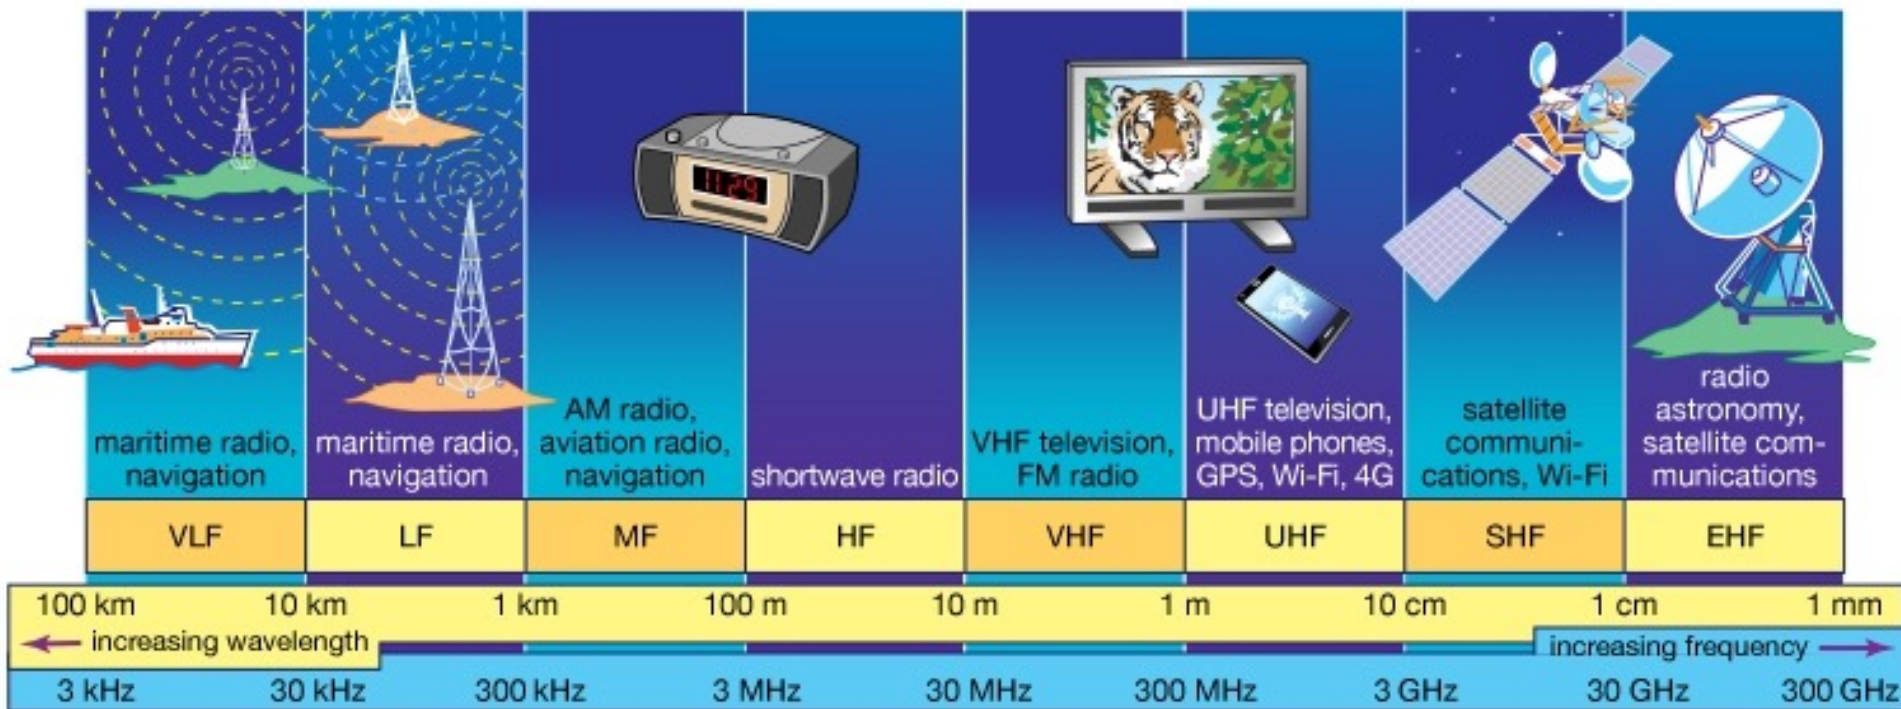 11:29
maritime radio,
navigation
maritime radio,
navigation
AM radio,
aviation radio,
navigation
shortwave radio
VHF television,
FM radio
UHF television,
mobile phones,
GPS, Wi-Fi, 4G
satellite
communi-
cations, Wi-Fi
radio
astronomy,
satellite com-
munications
VLF LF MF HF VHF UHF SHF EHF
100 km 10 km 1 km 100 m 10 m 1 m 10 cm 1 cm 1 mm
increasing wavelength
increasing frequency
3 kHz 30 kHz 300 kHz 3 MHz 30 MHz 300 MHz 3 GHz 30 GHz 300 GHz